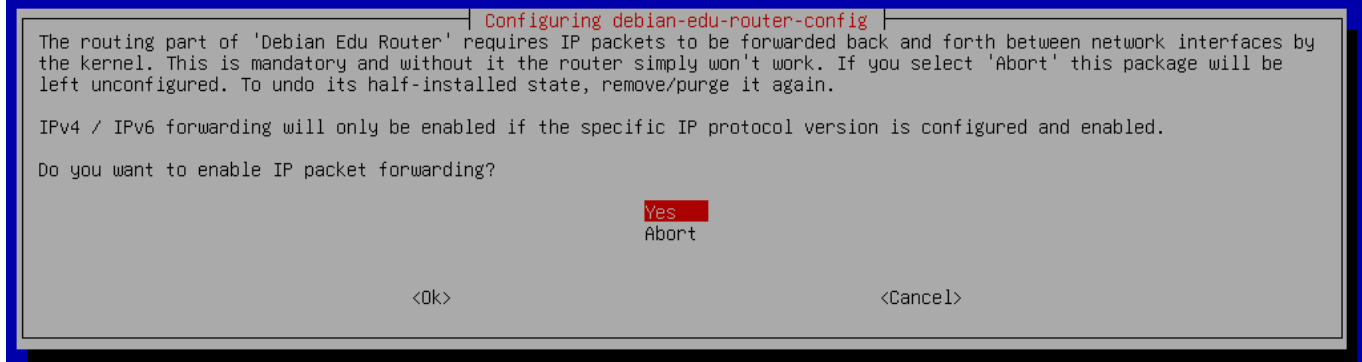 Configuring debian-edu-router-config
The routing part of 'Debian Edu Router' requires IP packets to be forwarded back and forth between network interfaces by
the kernel. This is mandatory and without it the router simply won't work. If you select 'Abort' this package will be
left unconfigured. To undo its half-installed state, remove/purge it again.
IPv4 / IPv6 forwarding will only be enabled if the specific IP protocol version is configured and enabled.
Do you want to enable IP packet forwarding?
Yes
Abort
<Ok> <Cancel>